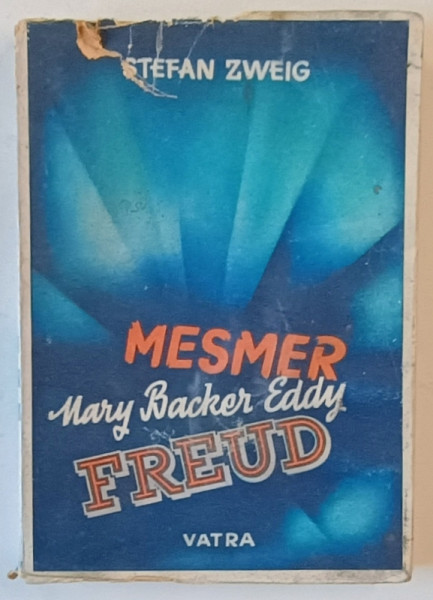 STEFAN ZWEIG
MESMER
Mary Backer Eddy
FREUD
VATRA